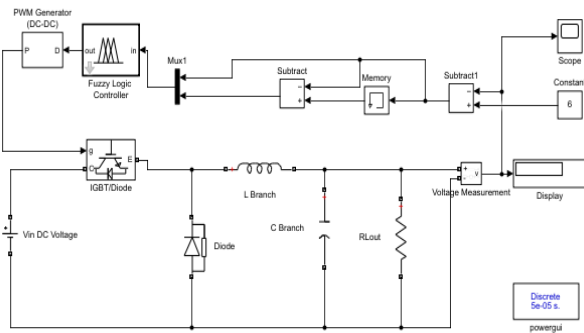 PWM Generator
(DC-DC)
P
D
out
in
Fuzzy Logic
Controller
Mux1
Subtract
Memory
Subtract1
Scope
Constan
6
g
C
E
IGBT/Diode
L Branch
Voltage Measurement
v
Display
Vin DC Voltage
Diode
C Branch
RLout
Discrete
5e-05 s.
powergui